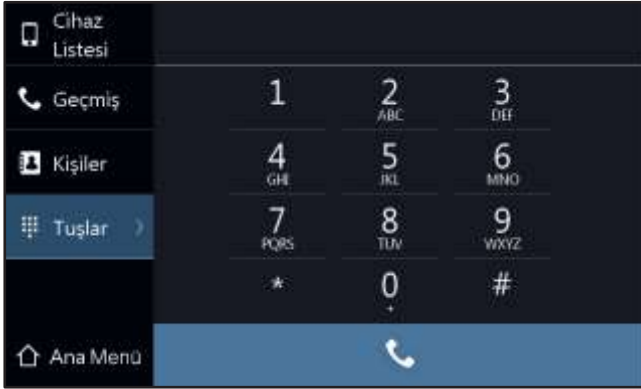 Cihaz
Listesi
Geçmiş
Kişiler
Tuşlar
Ana Menü
1 2 3
ABC DEF
4 5 6
GHI JKL MNO
7 8 9
PQRS TUV WXYZ
* 0 #
+